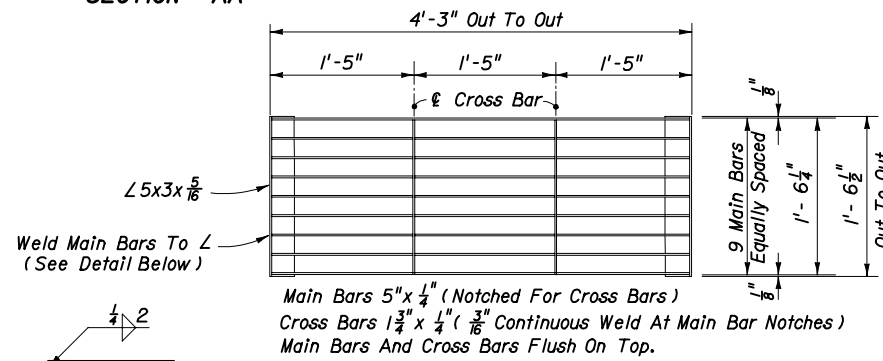 SECTION AA
4'-3" Out To Out
1'-5" 1'-5" 1'-5"
℄ Cross Bar
∠5x3x 5/16
Weld Main Bars To ∠
(See Detail Below)
1/8"
9 Main Bars
Equally Spaced
1'- 6 1/4"
1'- 6 1/2"
Out To Out
1/8"
Main Bars 5"x 1/4" (Notched For Cross Bars)
Cross Bars 1 3/4" x 1/4" ( 3/16" Continuous Weld At Main Bar Notches)
Main Bars And Cross Bars Flush On Top.
1/4 2